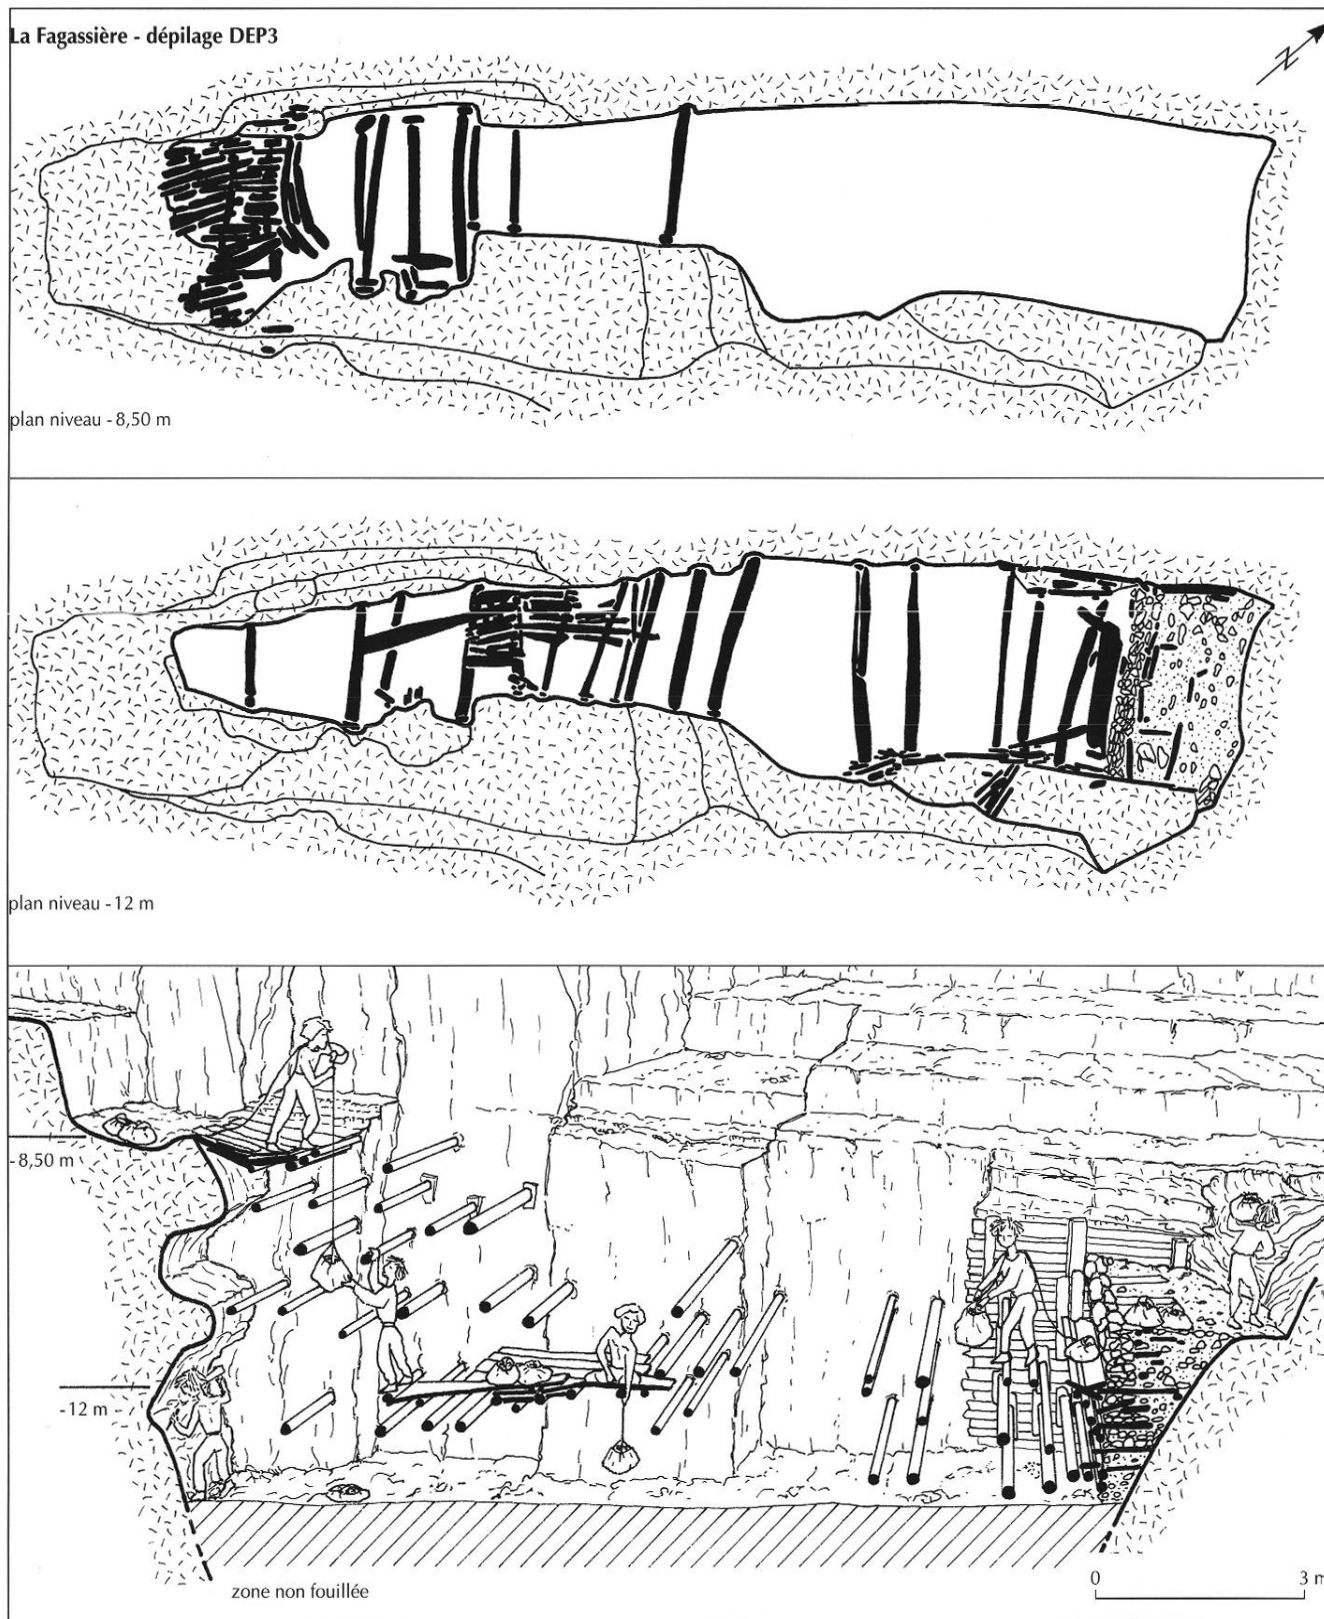 La Fagassière - dépilage DEP3
N
plan niveau - 8,50 m
plan niveau - 12 m
- 8,50 m
- 12 m
zone non fouillée
0 3 m